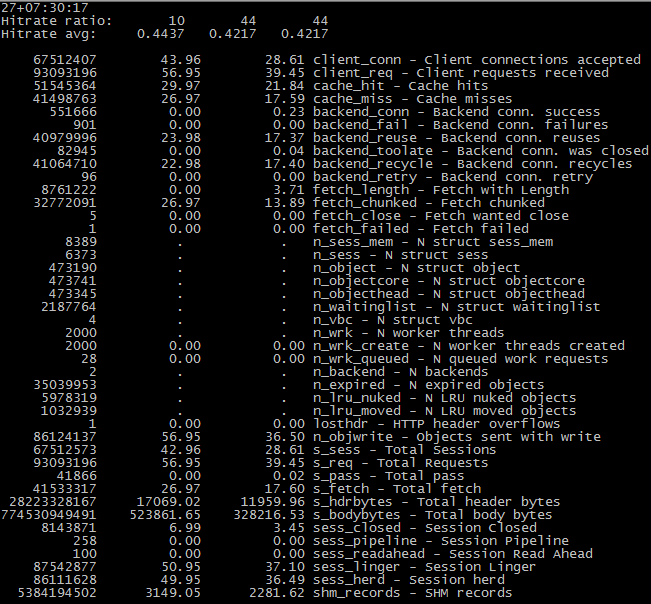 27+07:30:17
Hitrate ratio: 10 44 44
Hitrate avg: 0.4437 0.4217 0.4217
67512407 43.96 28.61 client_conn - Client connections accepted
93093196 56.95 39.45 client_req - Client requests received
51545364 29.97 21.84 cache_hit - Cache hits
41498763 26.97 17.59 cache_miss - Cache misses
551666 0.00 0.23 backend_conn - Backend conn. success
901 0.00 0.00 backend_fail - Backend conn. failures
40979996 23.98 17.37 backend_reuse - Backend conn. reuses
82945 0.00 0.04 backend_toolate - Backend conn. was closed
41064710 22.98 17.40 backend_recycle - Backend conn. recycles
96 0.00 0.00 backend_retry - Backend conn. retry
8761222 0.00 3.71 fetch_length - Fetch with Length
32772091 26.97 13.89 fetch_chunked - Fetch chunked
5 0.00 0.00 fetch_close - Fetch wanted close
1 0.00 0.00 fetch_failed - Fetch failed
8389 . . n_sess_mem - N struct sess_mem
6373 . . n_sess - N struct sess
473190 . . n_object - N struct object
473741 . . n_objectcore - N struct objectcore
473345 . . n_objecthead - N struct objecthead
2187764 . . n_waitinglist - N struct waitinglist
4 . . n_vbc - N struct vbc
2000 . . n_wrk - N worker threads
2000 0.00 0.00 n_wrk_create - N worker threads created
28 0.00 0.00 n_wrk_queued - N queued work requests
2 . . n_backend - N backends
35039953 . . n_expired - N expired objects
5978319 . . n_lru_nuked - N LRU nuked objects
1032939 . . n_lru_moved - N LRU moved objects
1 0.00 0.00 losthdr - HTTP header overflows
86124137 56.95 36.50 n_objwrite - Objects sent with write
67512573 42.96 28.61 s_sess - Total Sessions
93093196 56.95 39.45 s_req - Total Requests
41866 0.00 0.02 s_pass - Total pass
41533317 26.97 17.60 s_fetch - Total fetch
28223328167 17069.02 11959.96 s_hdrbytes - Total header bytes
774530949491 523861.65 328216.53 s_bodybytes - Total body bytes
8143871 6.99 3.45 sess_closed - Session Closed
258 0.00 0.00 sess_pipeline - Session Pipeline
100 0.00 0.00 sess_readahead - Session Read Ahead
87542877 50.95 37.10 sess_linger - Session Linger
86111628 49.95 36.49 sess_herd - Session herd
5384194502 3149.05 2281.62 shm_records - SHM records